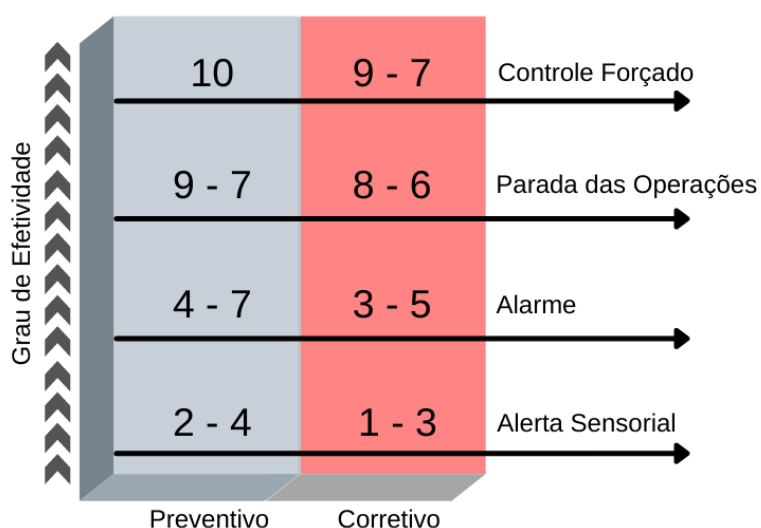 10
9 - 7
Controle Forçado
9 - 7
8 - 6
Parada das Operações
4 - 7
3 - 5
Alarme
2 - 4
1 - 3
Alerta Sensorial
Grau de Efetividade
Preventivo
Corretivo